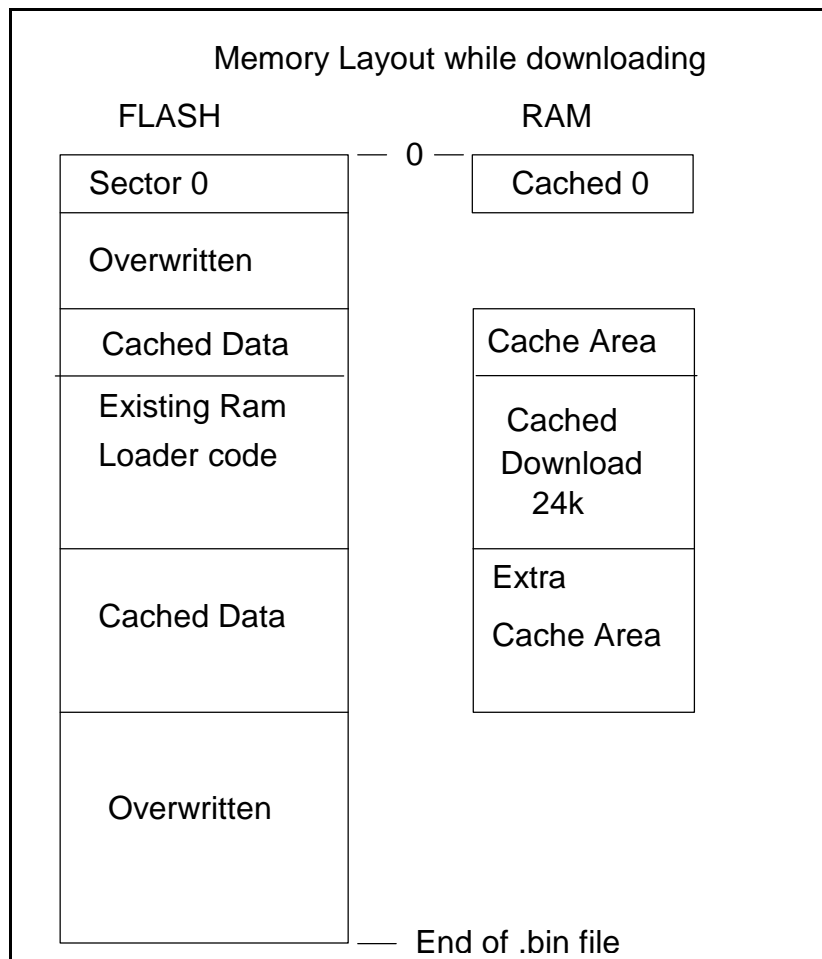 Memory Layout while downloading
FLASH
RAM
0
Sector 0
Cached 0
Overwritten
Cached Data
Cache Area
Existing Ram
Loader code
Cached
Download
24k
Cached Data
Extra
Cache Area
Overwritten
End of .bin file